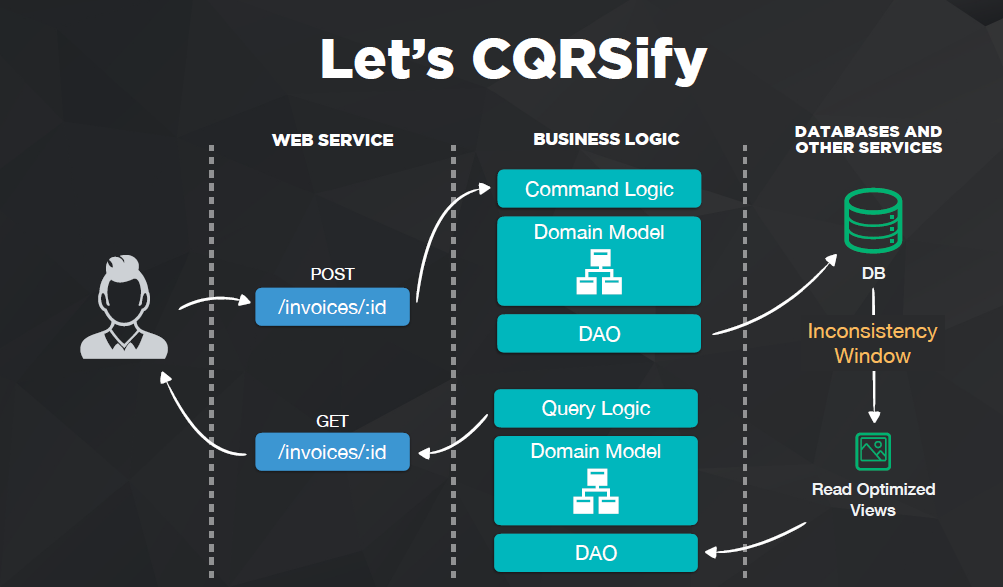 Let's CQRSify
WEB SERVICE
BUSINESS LOGIC
DATABASES AND
OTHER SERVICES
POST
/invoices/:id
Command Logic
Domain Model
DAO
DB
Inconsistency
Window
GET
/invoices/:id
Query Logic
Domain Model
DAO
Read Optimized
Views